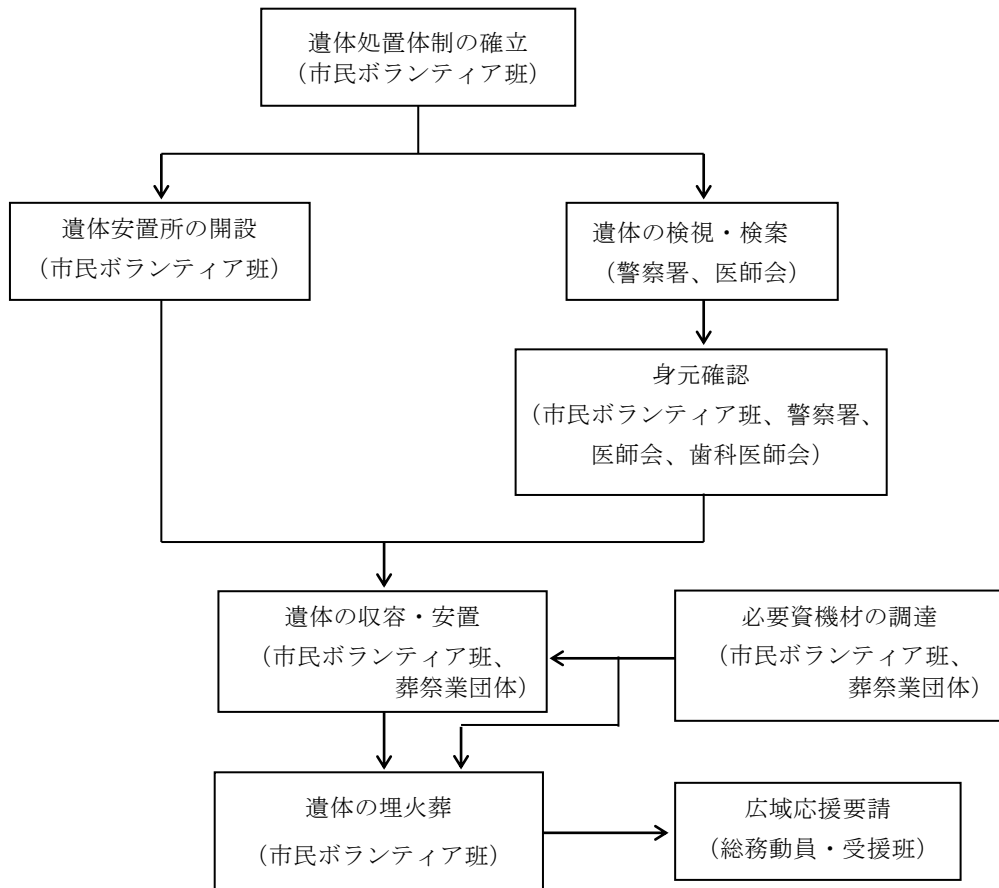 遺体処置体制の確立
（市民ボランティア班）
遺体安置所の開設
（市民ボランティア班）
遺体の検視・検案
（警察署、医師会）
身元確認
（市民ボランティア班、警察署、
医師会、歯科医師会）
遺体の収容・安置
（市民ボランティア班、
葬祭業団体）
必要資機材の調達
（市民ボランティア班、
葬祭業団体）
遺体の埋火葬
（市民ボランティア班）
広域応援要請
（総務動員・受援班）